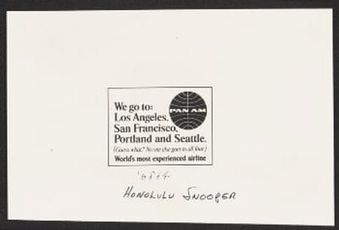 We go to:
Los Angeles,
San Francisco,
Portland and Seattle.
(Guess what? No one else goes to all four.)
World's most experienced airline
PAN AM
HONOLULU SNOOPER